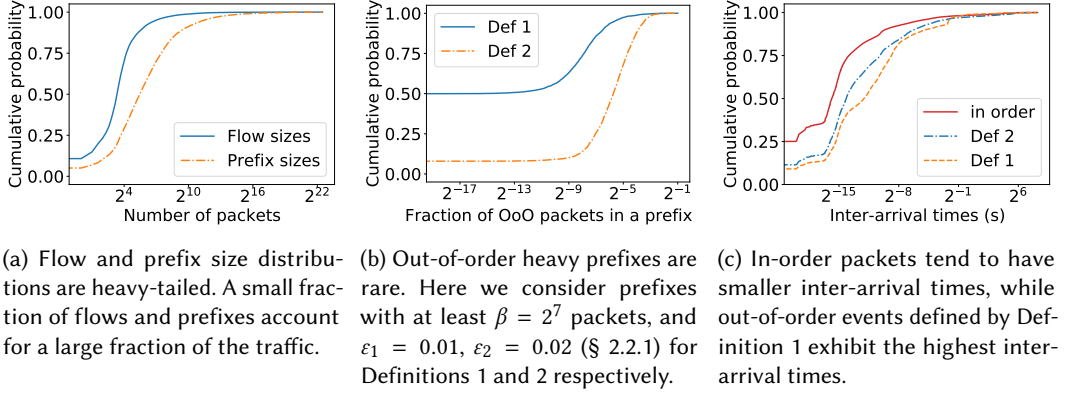 Cumulative probability
1.00
0.75
0.50
0.25
0.00
Flow sizes
Prefix sizes
2^4 2^10 2^16 2^22
Number of packets
Cumulative probability
1.00
0.75
0.50
0.25
0.00
Def 1
Def 2
2^−17 2^−13 2^−9 2^−5 2^−1
Fraction of OoO packets in a prefix
Cumulative probability
1.00
0.75
0.50
0.25
0.00
in order
Def 2
Def 1
2^−15 2^−8 2^−1 2^6
Inter-arrival times (s)
(a) Flow and prefix size distribu-
tions are heavy-tailed. A small frac-
tion of flows and prefixes account
for a large fraction of the traffic.
(b) Out-of-order heavy prefixes are
rare. Here we consider prefixes
with at least β = 2^7 packets, and
ε₁ = 0.01, ε₂ = 0.02 (§ 2.2.1) for
Definitions 1 and 2 respectively.
(c) In-order packets tend to have
smaller inter-arrival times, while
out-of-order events defined by Def-
inition 1 exhibit the highest inter-
arrival times.